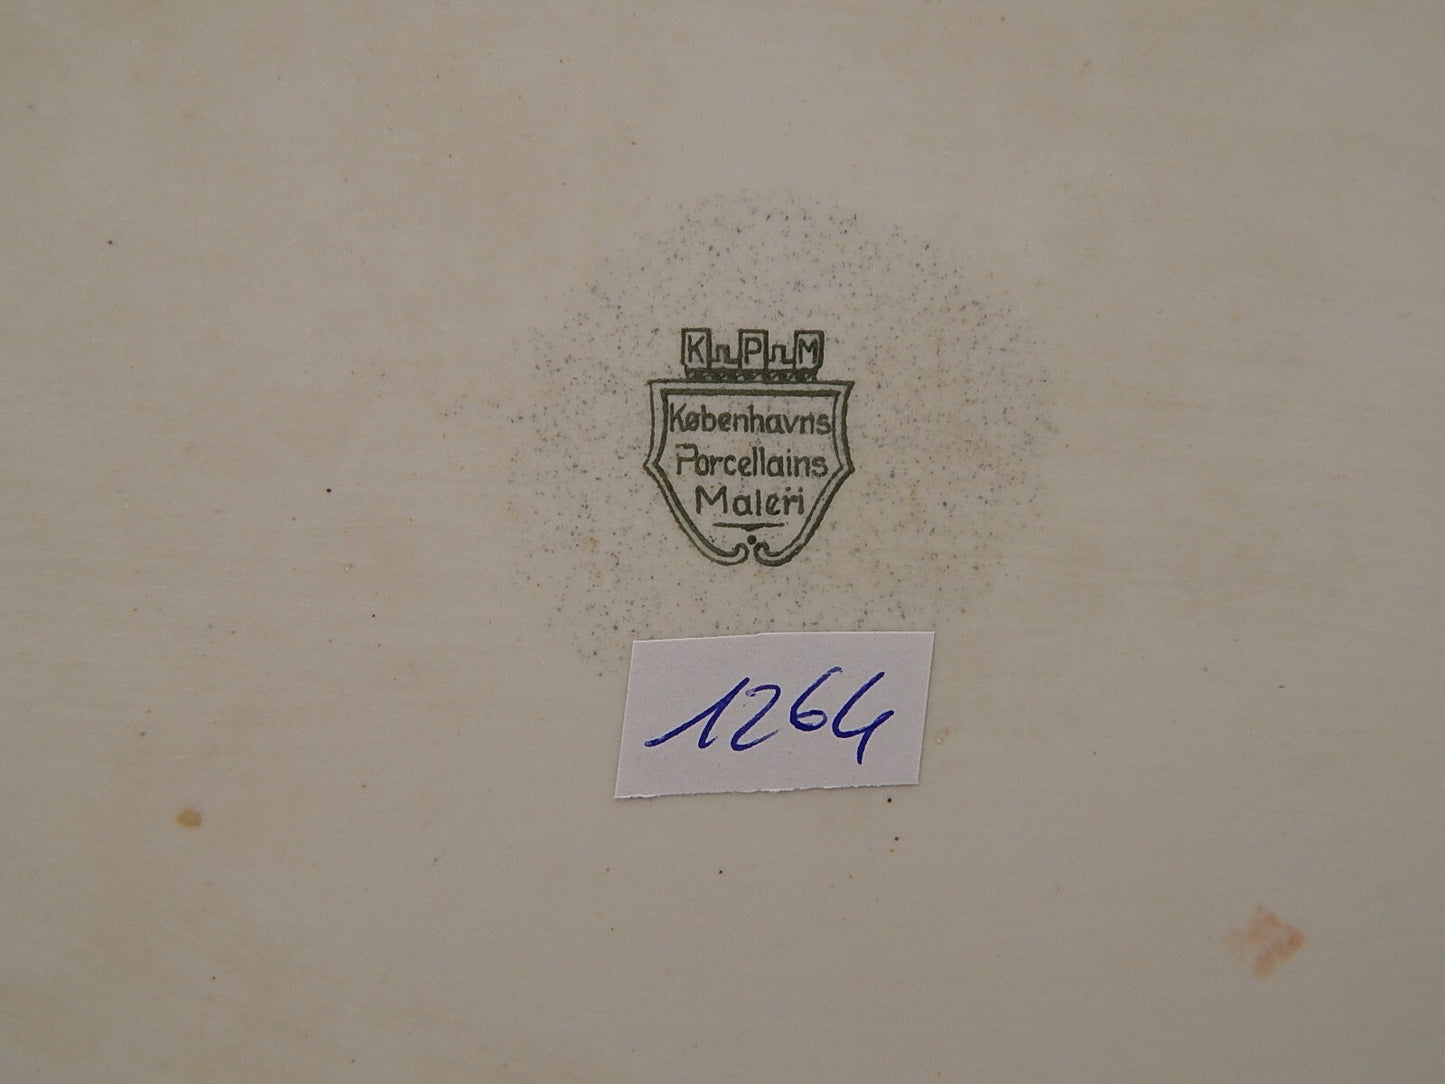 K P M
Københavns
Porcellains
Maleri
1264